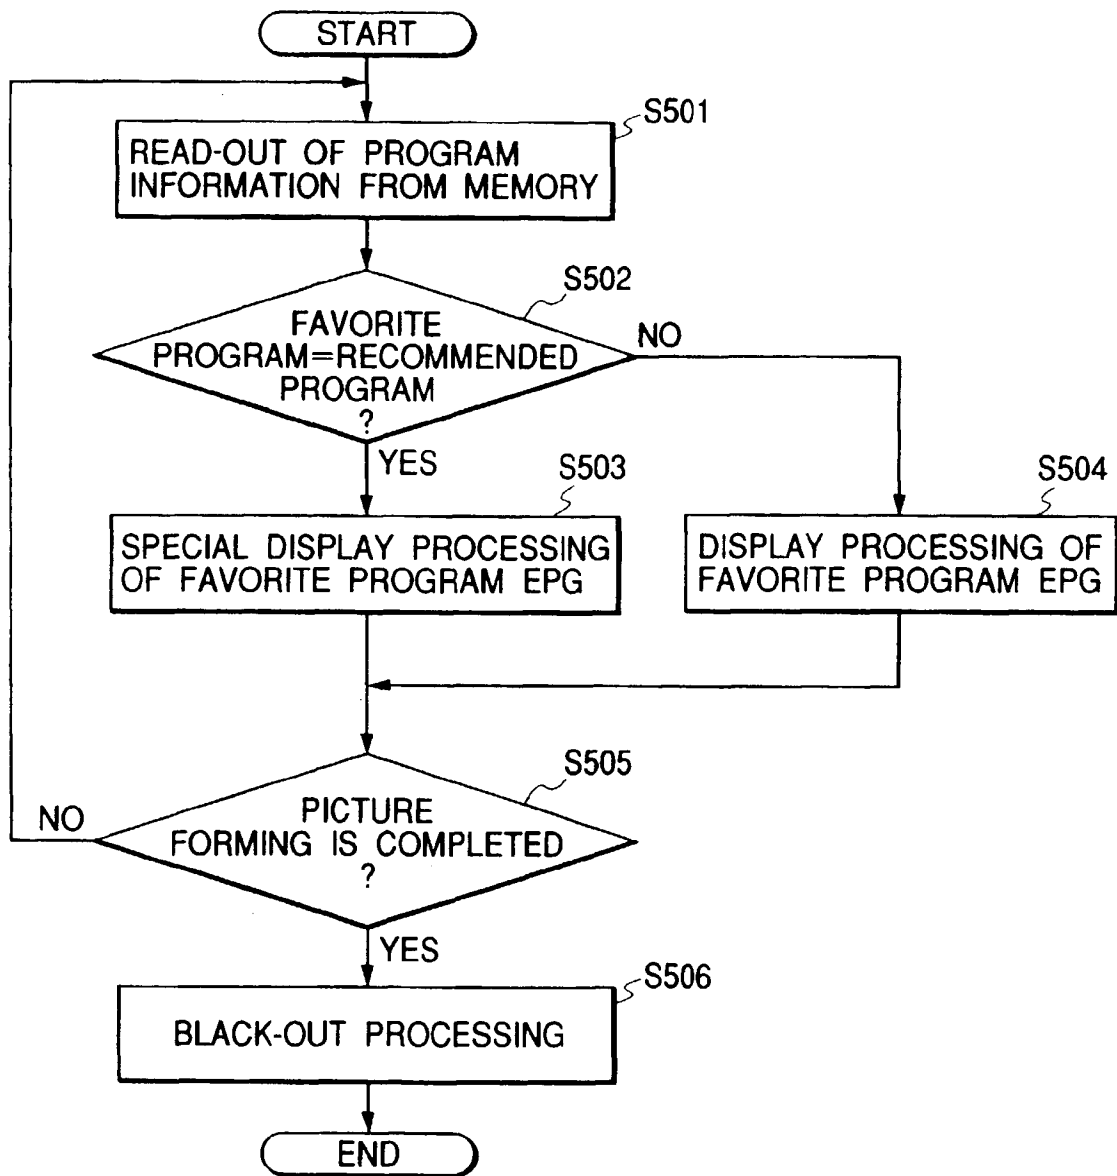 START
S501
READ-OUT OF PROGRAM
INFORMATION FROM MEMORY
S502
FAVORITE
PROGRAM=RECOMMENDED
PROGRAM
?
NO
YES
S503
SPECIAL DISPLAY PROCESSING
OF FAVORITE PROGRAM EPG
S504
DISPLAY PROCESSING OF
FAVORITE PROGRAM EPG
S505
PICTURE
FORMING IS COMPLETED
?
NO
YES
S506
BLACK-OUT PROCESSING
END